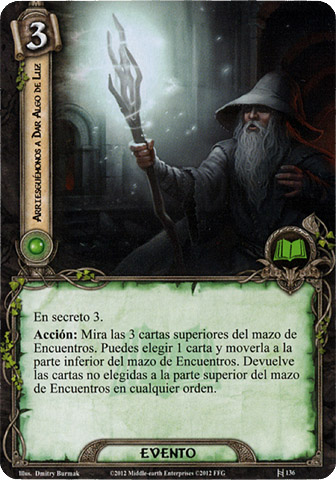 3
Arriesguémonos a Dar Algo de Luz
En secreto 3.
Acción: Mira las 3 cartas superiores del mazo de
Encuentros. Puedes elegir 1 carta y moverla a la
parte inferior del mazo de Encuentros. Devuelve
las cartas no elegidas a la parte superior del mazo
de Encuentros en cualquier orden.
EVENTO
Illus. Dmitry Burmak ©2012 Middle-earth Enterprises ©2012 FFG 136